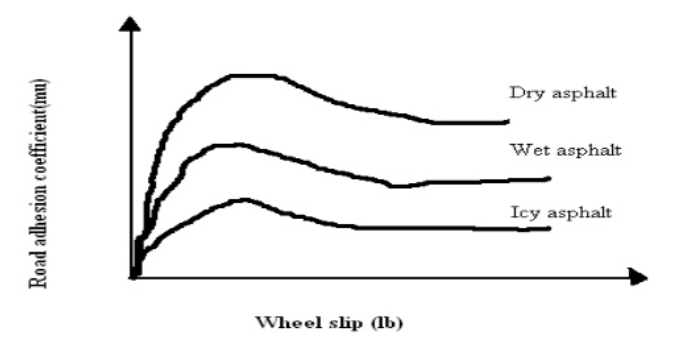 Road adhesion coefficient(mu)
Dry asphalt
Wet asphalt
Icy asphalt
Wheel slip (lb)